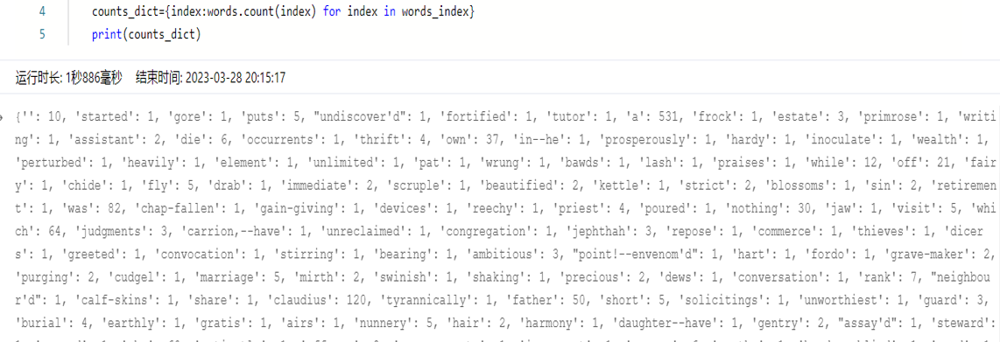 4 counts_dict={index:words.count(index) for index in words_index}
5 print(counts_dict)
运行时长: 1秒886毫秒 结束时间: 2023-03-28 20:15:17
{'': 10, 'started': 1, 'gore': 1, 'puts': 5, "undiscover'd": 1, 'fortified': 1, 'tutor': 1, 'a': 531, 'frock': 1, 'estate': 3, 'primrose': 1, 'writi
ng': 1, 'assistant': 2, 'die': 6, 'occurrents': 1, 'thrift': 4, 'own': 37, 'in--he': 1, 'prosperously': 1, 'hardy': 1, 'inoculate': 1, 'wealth': 1,
'perturbed': 1, 'heavily': 1, 'element': 1, 'unlimited': 1, 'pat': 1, 'wrung': 1, 'bawds': 1, 'lash': 1, 'praises': 1, 'while': 12, 'off': 21, 'fair
y': 1, 'chide': 1, 'fly': 5, 'drab': 1, 'immediate': 2, 'scruple': 1, 'beautified': 2, 'kettle': 1, 'strict': 2, 'blossoms': 1, 'sin': 2, 'retiremen
t': 1, 'was': 82, 'chap-fallen': 1, 'gain-giving': 1, 'devices': 1, 'reechy': 1, 'priest': 4, 'poured': 1, 'nothing': 30, 'jaw': 1, 'visit': 5, 'whi
ch': 64, 'judgments': 3, 'carrion,--have': 1, 'unreclaimed': 1, 'congregation': 1, 'jephthah': 3, 'repose': 1, 'commerce': 1, 'thieves': 1, 'dicer
s': 1, 'greeted': 1, 'convocation': 1, 'stirring': 1, 'bearing': 1, 'ambitious': 3, "point!--envenom'd": 1, 'hart': 1, 'fordo': 1, 'grave-maker': 2,
'purging': 2, 'cudgel': 1, 'marriage': 5, 'mirth': 2, 'swinish': 1, 'shaking': 1, 'precious': 2, 'dews': 1, 'conversation': 1, 'rank': 7, "neighbou
r'd": 1, 'calf-skins': 1, 'share': 1, 'claudius': 120, 'tyrannically': 1, 'father': 50, 'short': 5, 'solicitings': 1, 'unworthiest': 1, 'guard': 3,
'burial': 4, 'earthly': 1, 'gratis': 1, 'airs': 1, 'nunnery': 5, 'hair': 2, 'harmony': 1, 'daughter--have': 1, 'gentry': 2, "assay'd": 1, 'steward':